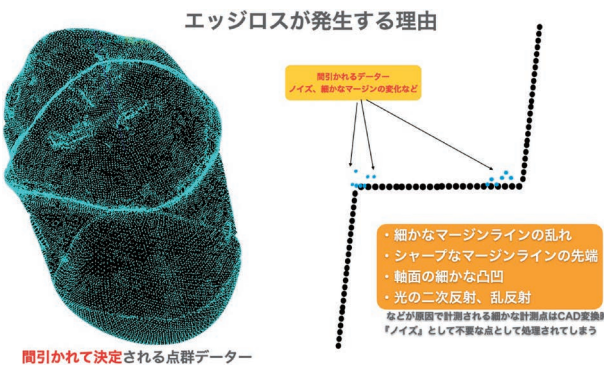 エッジロスが発生する理由
間引かれるデーター
ノイズ、細かなマージンの変化など
・細かなマージンラインの乱れ
・シャープなマージンラインの先端
・軸面の細かな凸凹
・光の二次反射、乱反射
などが原因で計測される細かな計測点はCAD変換時
『ノイズ』として不要な点として処理されてしまう
間引かれて決定される点群データー